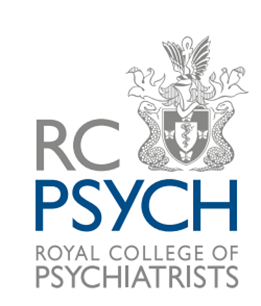 RC
PSYCH
ROYAL COLLEGE OF
PSYCHIATRISTS